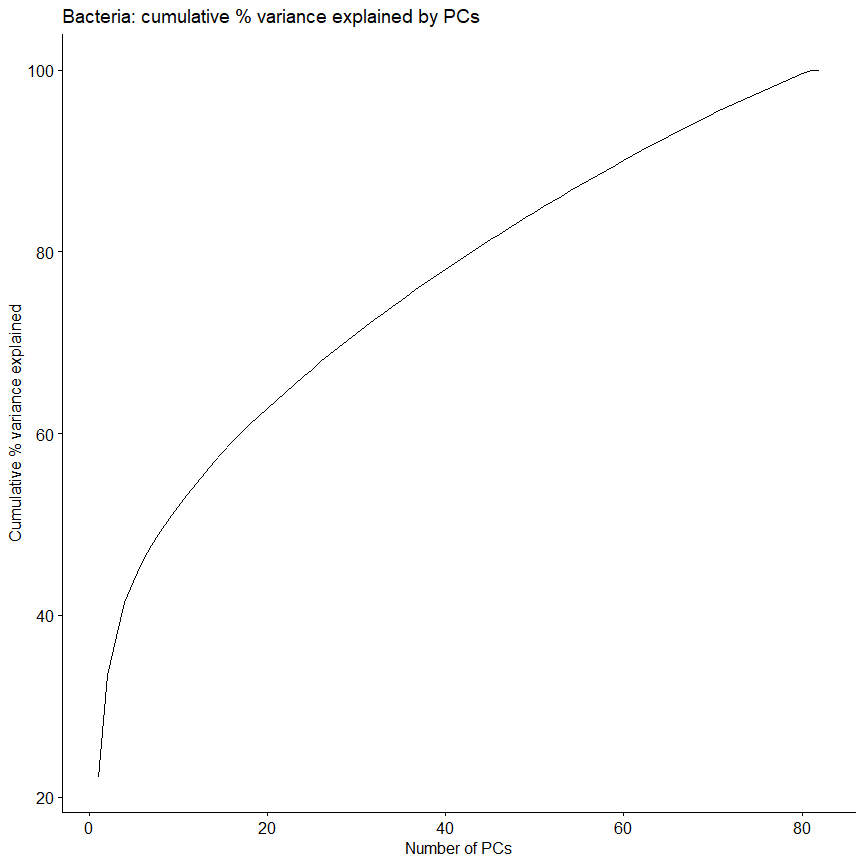 Bacteria: cumulative % variance explained by PCs
Cumulative % variance explained
100
80
60
40
20
0 20 40 60 80
Number of PCs